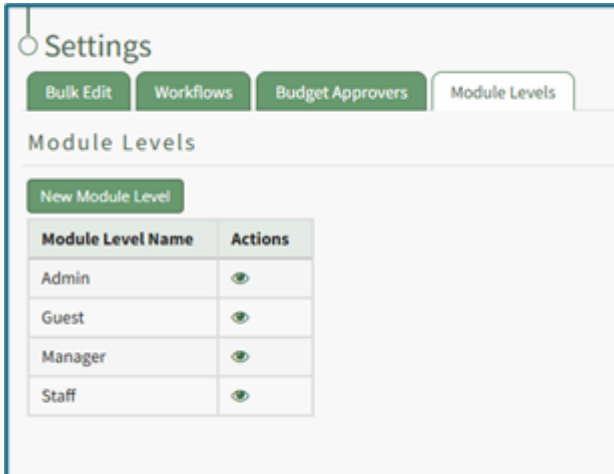 Settings
Bulk Edit Workflows Budget Approvers Module Levels
Module Levels
New Module Level
Module Level Name Actions
Admin
Guest
Manager
Staff